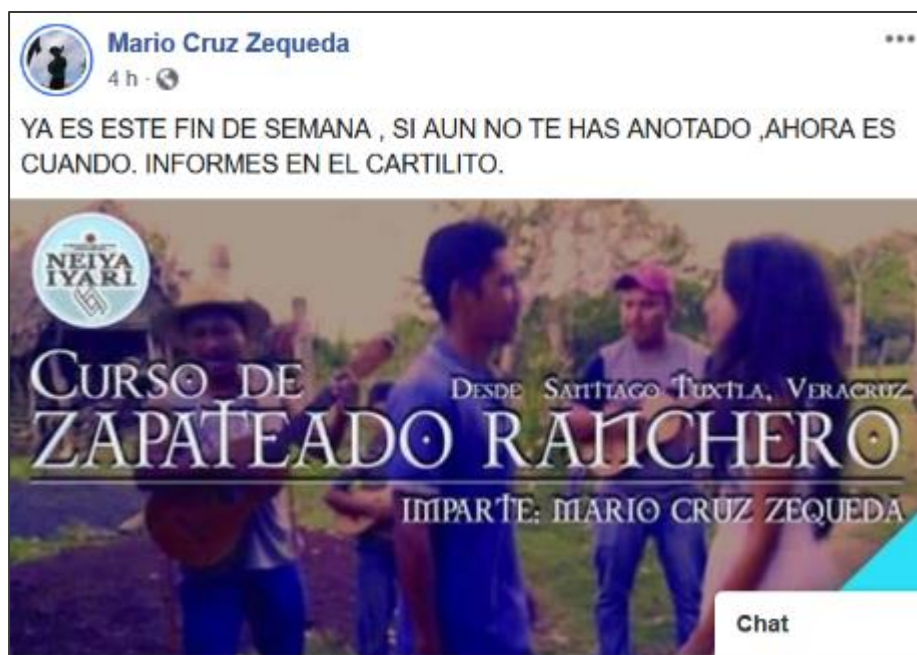 Mario Cruz Zequeda
4 h ·
YA ES ESTE FIN DE SEMANA , SI AUN NO TE HAS ANOTADO ,AHORA ES
CUANDO. INFORMES EN EL CARTILITO.
NEIYA
IYARI
CURSO DE
DESDE SANTIAGO TUXTLA, VERACRUZ
ZAPATEADO RANCHERO
IMPARTE: MARIO CRUZ ZEQUEDA
Chat